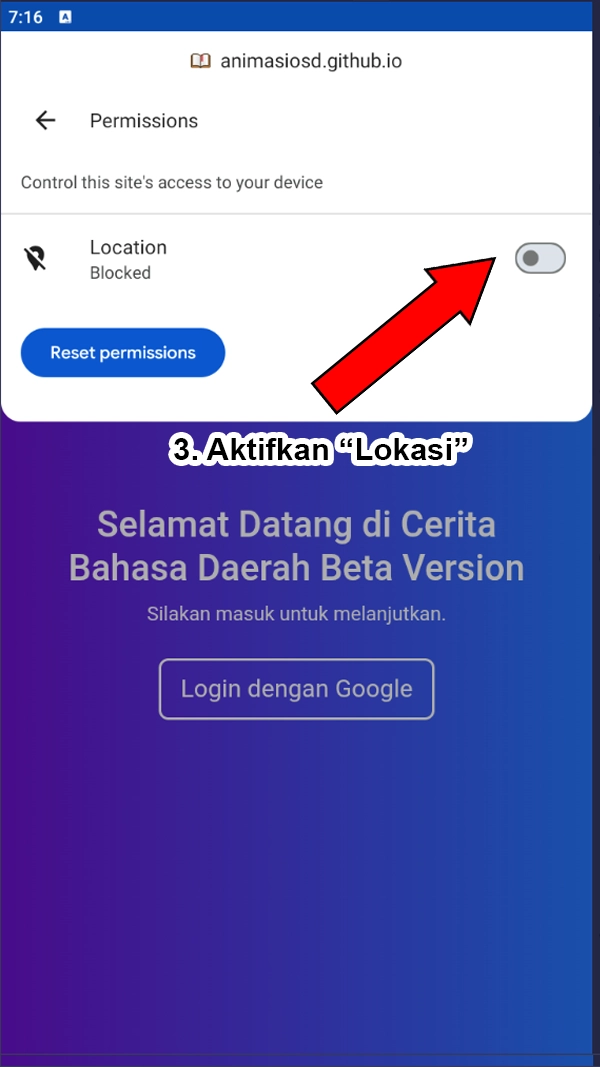 7:16
A
animasiosd.github.io
Permissions
Control this site's access to your device
Location
Blocked
Reset permissions
3. Aktifkan “Lokasi”
Selamat Datang di Cerita
Bahasa Daerah Beta Version
Silakan masuk untuk melanjutkan.
Login dengan Google